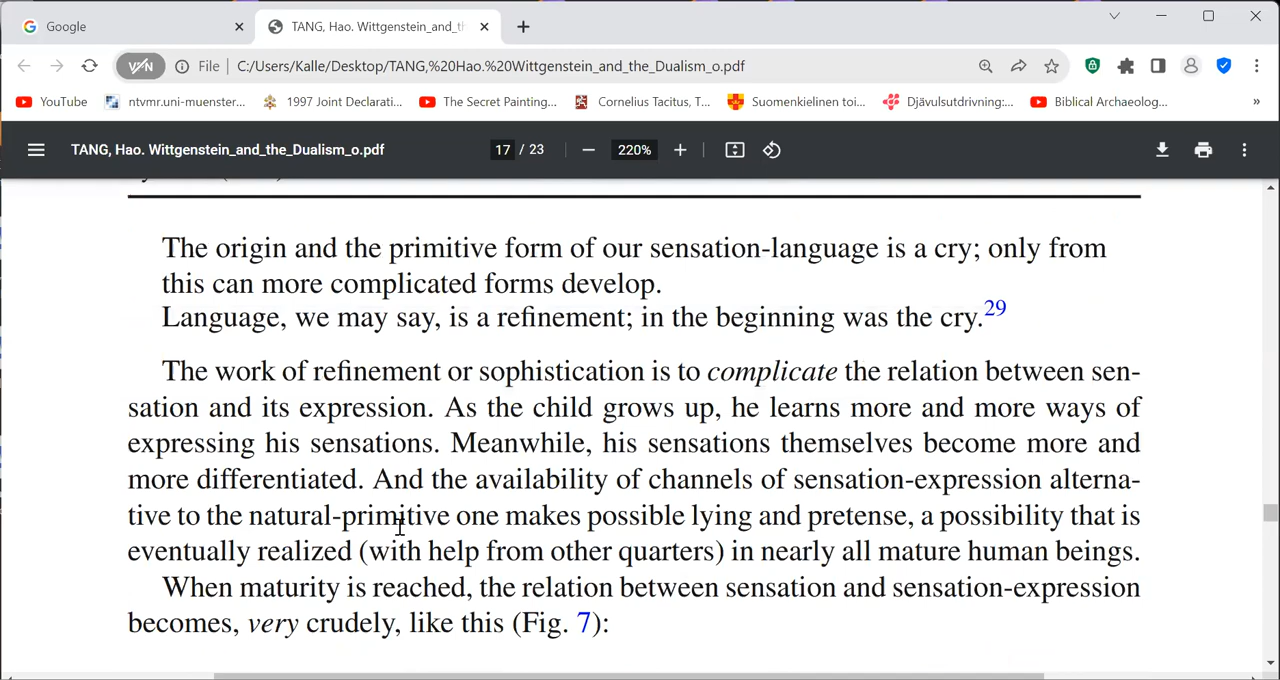 Google
TANG, Hao. Wittgenstein_and_th
File C:/Users/Kalle/Desktop/TANG,%20Hao.%20Wittgenstein_and_the_Dualism_o.pdf
YouTube ntvmr.uni-muenster... 1997 Joint Declarati... The Secret Painting... Cornelius Tacitus, T... Suomenkielinen toi... Djävulsutdrivning:... Biblical Archaeolog... »
TANG, Hao. Wittgenstein_and_the_Dualism_o.pdf 17 / 23 220%
The origin and the primitive form of our sensation-language is a cry; only from
this can more complicated forms develop.
Language, we may say, is a refinement; in the beginning was the cry.29
The work of refinement or sophistication is to complicate the relation between sen-
sation and its expression. As the child grows up, he learns more and more ways of
expressing his sensations. Meanwhile, his sensations themselves become more and
more differentiated. And the availability of channels of sensation-expression alterna-
tive to the natural-primitive one makes possible lying and pretense, a possibility that is
eventually realized (with help from other quarters) in nearly all mature human beings.
When maturity is reached, the relation between sensation and sensation-expression
becomes, very crudely, like this (Fig. 7):